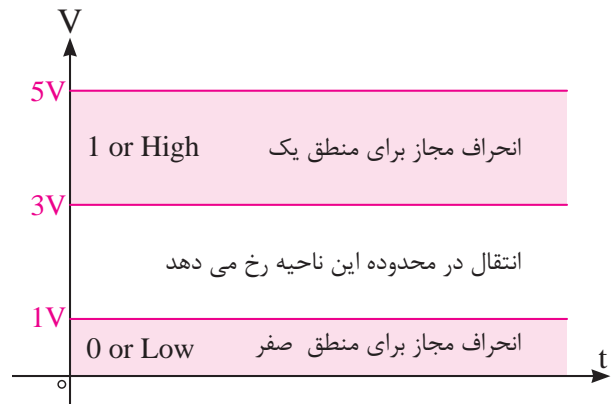 V
5V
1 or High انحراف مجاز برای منطق یک
3V
انتقال در محدوده این ناحیه رخ می دهد
1V
0 or Low انحراف مجاز برای منطق صفر
t
o